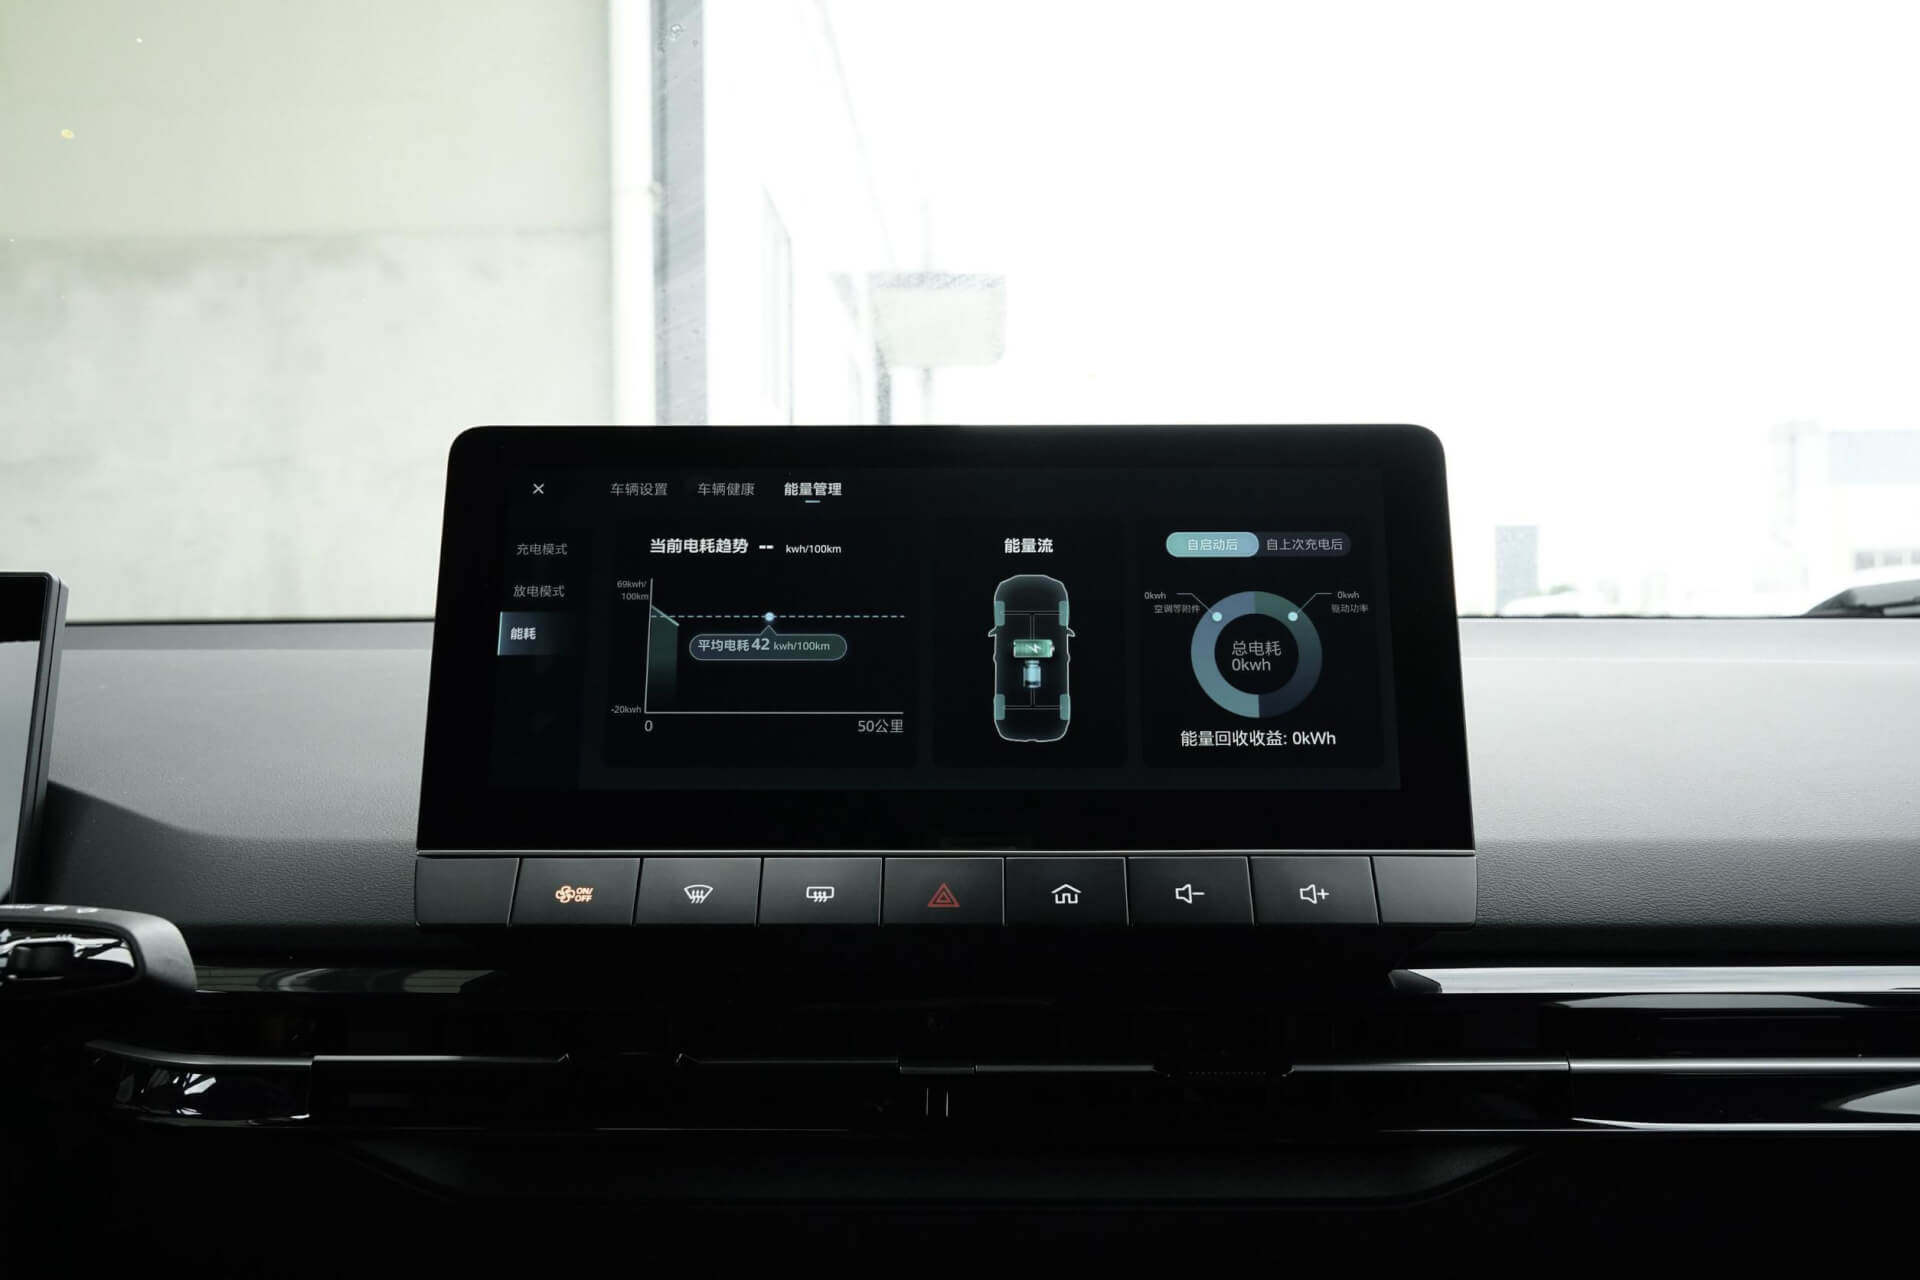 车辆设置 车辆健康 能量管理
充电模式
放电模式
能耗
当前电耗趋势 -- kwh/100km
69kwh/
100km
平均电耗42 kwh/100km
-20kwh
0 50公里
能量流
自启动后 自上次充电后
0kwh
空调等附件
0kwh
驱动功率
总电耗
0kwh
能量回收收益: 0kWh
ON/
OFF